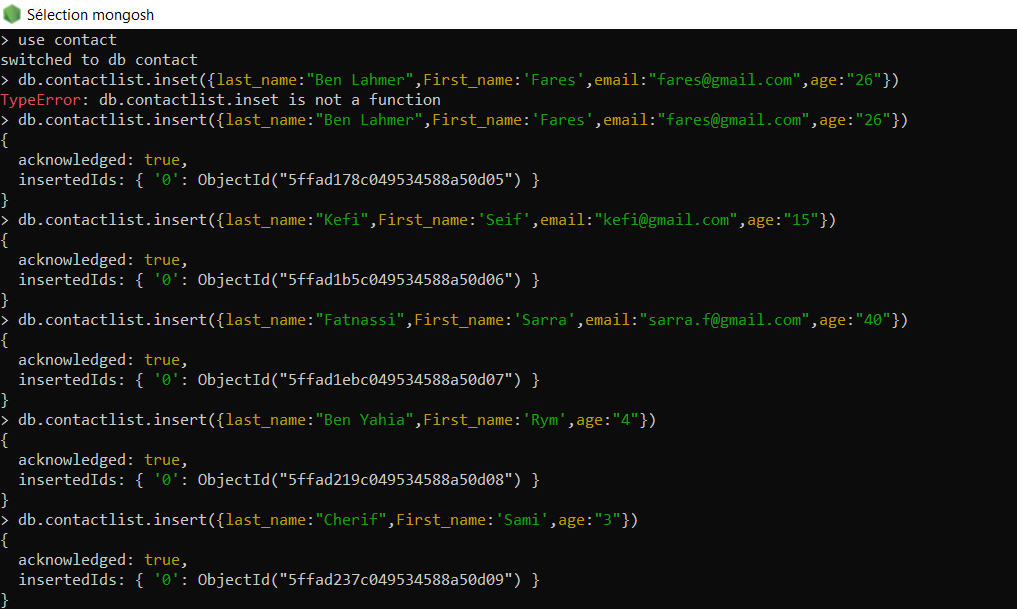 Sélection mongosh
> use contact
switched to db contact
> db.contactlist.inset({last_name:"Ben Lahmer",First_name:'Fares',email:"fares@gmail.com",age:"26"})
TypeError: db.contactlist.inset is not a function
> db.contactlist.insert({last_name:"Ben Lahmer",First_name:'Fares',email:"fares@gmail.com",age:"26"})
{
  acknowledged: true,
  insertedIds: { '0': ObjectId("5ffad178c049534588a50d05") }
}
> db.contactlist.insert({last_name:"Kefi",First_name:'Seif',email:"kefi@gmail.com",age:"15"})
{
  acknowledged: true,
  insertedIds: { '0': ObjectId("5ffad1b5c049534588a50d06") }
}
> db.contactlist.insert({last_name:"Fatnassi",First_name:'Sarra',email:"sarra.f@gmail.com",age:"40"})
{
  acknowledged: true,
  insertedIds: { '0': ObjectId("5ffad1ebc049534588a50d07") }
}
> db.contactlist.insert({last_name:"Ben Yahia",First_name:'Rym',age:"4"})
{
  acknowledged: true,
  insertedIds: { '0': ObjectId("5ffad219c049534588a50d08") }
}
> db.contactlist.insert({last_name:"Cherif",First_name:'Sami',age:"3"})
{
  acknowledged: true,
  insertedIds: { '0': ObjectId("5ffad237c049534588a50d09") }
}